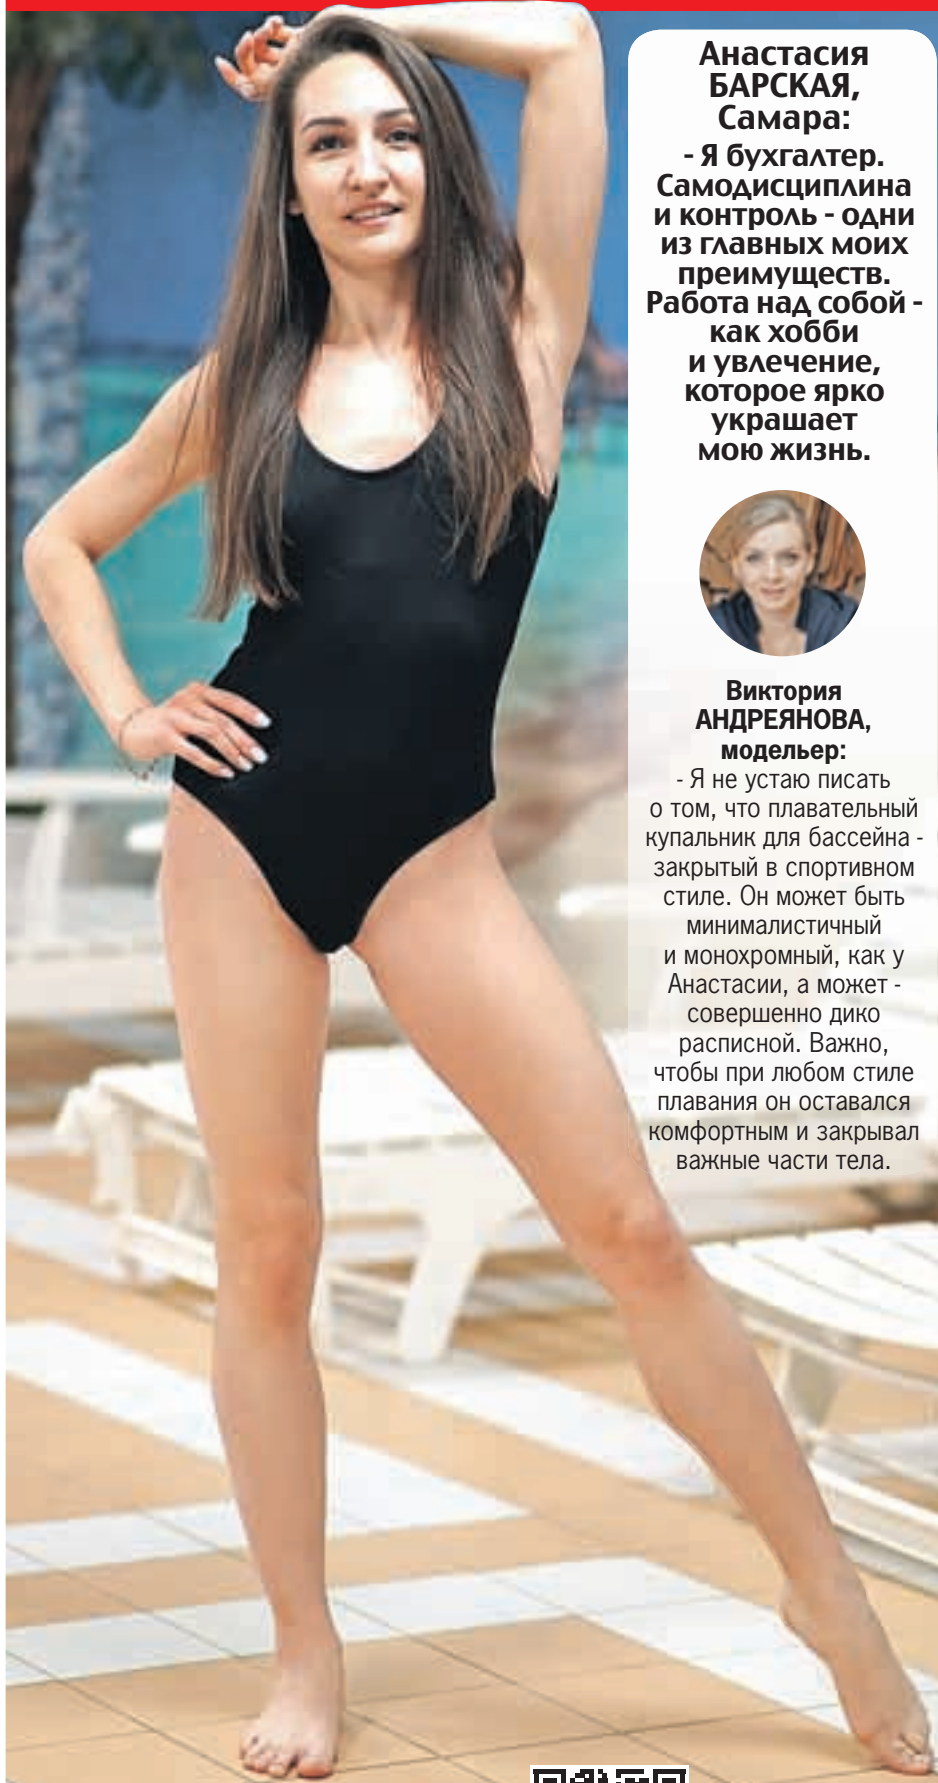 Анастасия
БАРСКАЯ,
Самара:
- Я бухгалтер.
Самодисциплина
и контроль - одни
из главных моих
преимуществ.
Работа над собой -
как хобби
и увлечение,
которое ярко
украшает
мою жизнь.
Виктория
АНДРЕЯНОВА,
модельер:
- Я не устаю писать
о том, что плавательный
купальник для бассейна -
закрытый в спортивном
стиле. Он может быть
минималистичный
и монохромный, как у
Анастасии, а может -
совершенно дико
расписной. Важно,
чтобы при любом стиле
плавания он оставался
комфортным и закрывал
важные части тела.